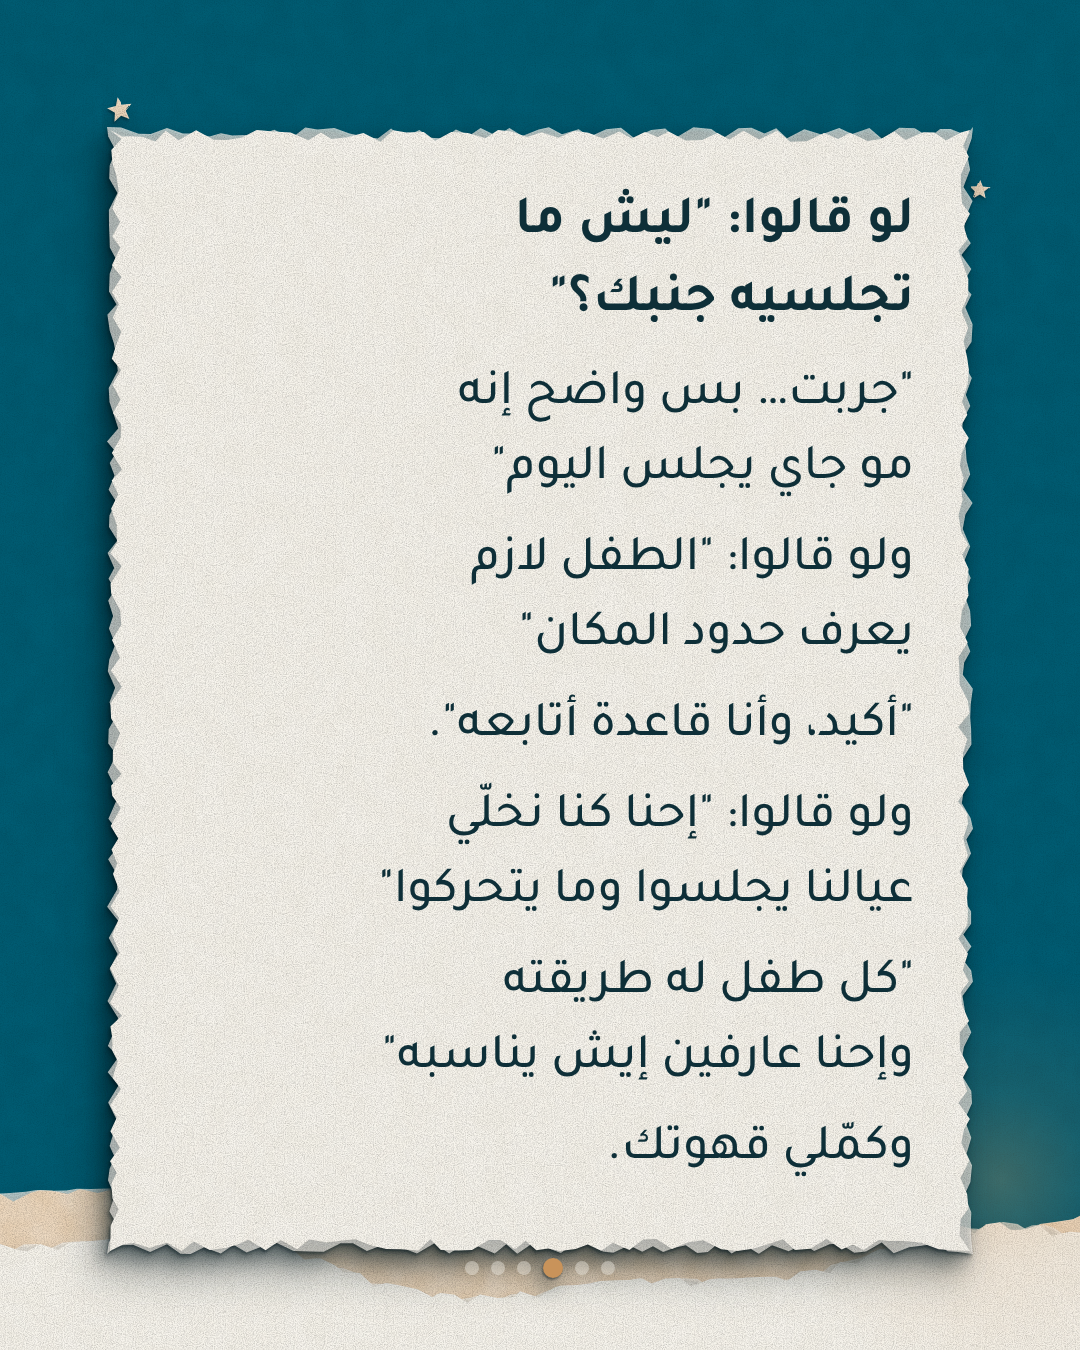 لو قالوا: "ليش ما
تجلسيه جنبك؟"
"جربت... بس واضح إنه
مو جاي يجلس اليوم"
ولو قالوا: "الطفل لازم
يعرف حدود المكان"
"أكيد، وأنا قاعدة أتابعه".
ولو قالوا: "إحنا كنا نخلّي
عيالنا يجلسوا وما يتحركوا"
"كل طفل له طريقته
وإحنا عارفين إيش يناسبه"
وكمّلي قهوتك.